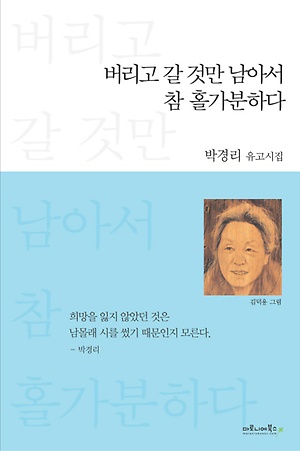 버리고
갈 것만
남아서
참
홀가분하다
버리고 갈 것만 남아서
참 홀가분하다
박경리 유고시집
김덕용 그림
희망을 잃지 않았던 것은
남몰래 시를 썼기 때문인지 모른다.
- 박경리
마로니에북스